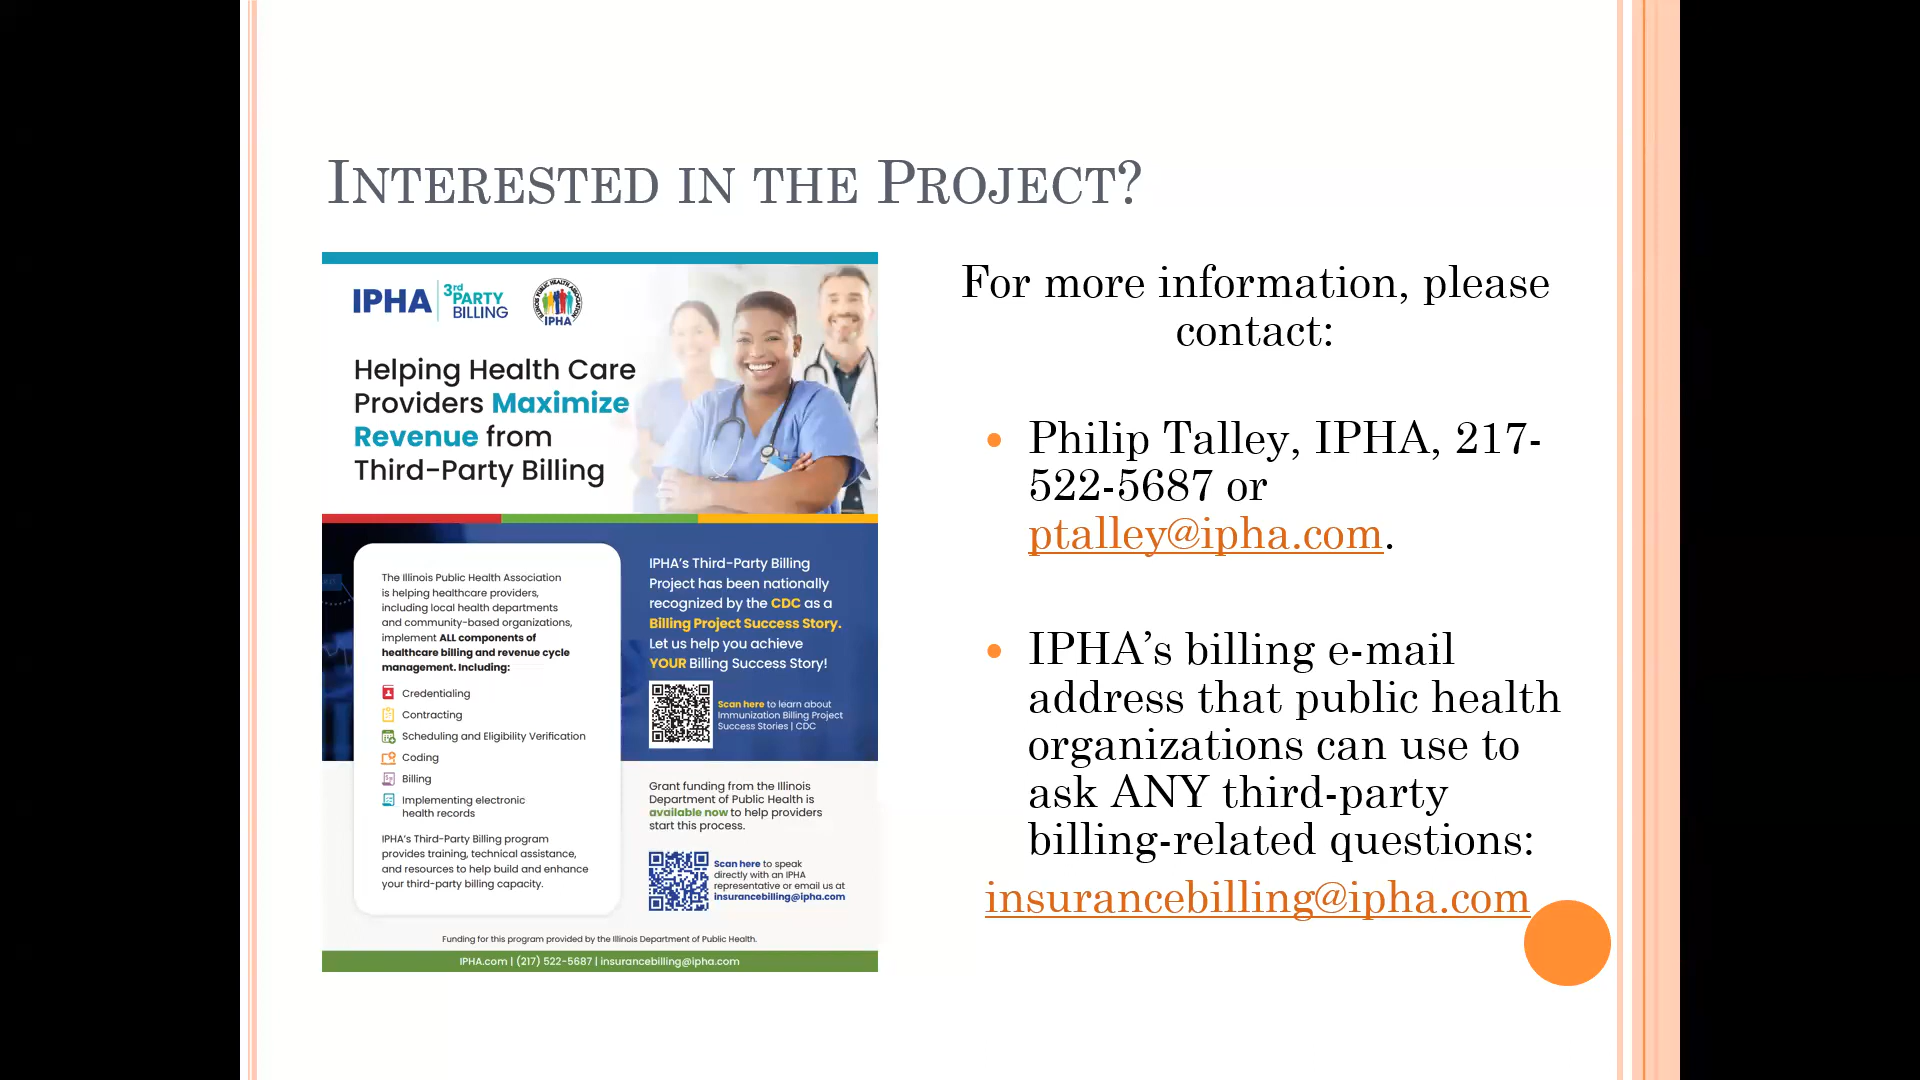 INTERESTED IN THE PROJECT?
IPHA
3rd
PARTY
BILLING
ILLINOIS PUBLIC HEALTH ASSOCIATION
IPHA
Helping Health Care
Providers Maximize
Revenue from
Third-Party Billing
The Illinois Public Health Association
is helping healthcare providers,
including local health departments
and community-based organizations,
implement ALL components of
healthcare billing and revenue cycle
management. Including:
Credentialing
Contracting
Scheduling and Eligibility Verification
Coding
Billing
Implementing electronic
health records
IPHA's Third-Party Billing program
provides training, technical assistance,
and resources to help build and enhance
your third-party billing capacity.
IPHA's Third-Party Billing
Project has been nationally
recognized by the CDC as a
Billing Project Success Story.
Let us help you achieve
YOUR Billing Success Story!
Scan here to learn about
Immunization Billing Project
Success Stories | CDC
Grant funding from the Illinois
Department of Public Health is
available now to help providers
start this process.
Scan here to speak
directly with an IPHA
representative or email us at
insurancebilling@ipha.com
Funding for this program provided by the Illinois Department of Public Health.
IPHA.com | (217) 522-5687 | insurancebilling@ipha.com
For more information, please
contact:
• Philip Talley, IPHA, 217-
522-5687 or
ptalley@ipha.com.
• IPHA’s billing e-mail
address that public health
organizations can use to
ask ANY third-party
billing-related questions:
insurancebilling@ipha.com